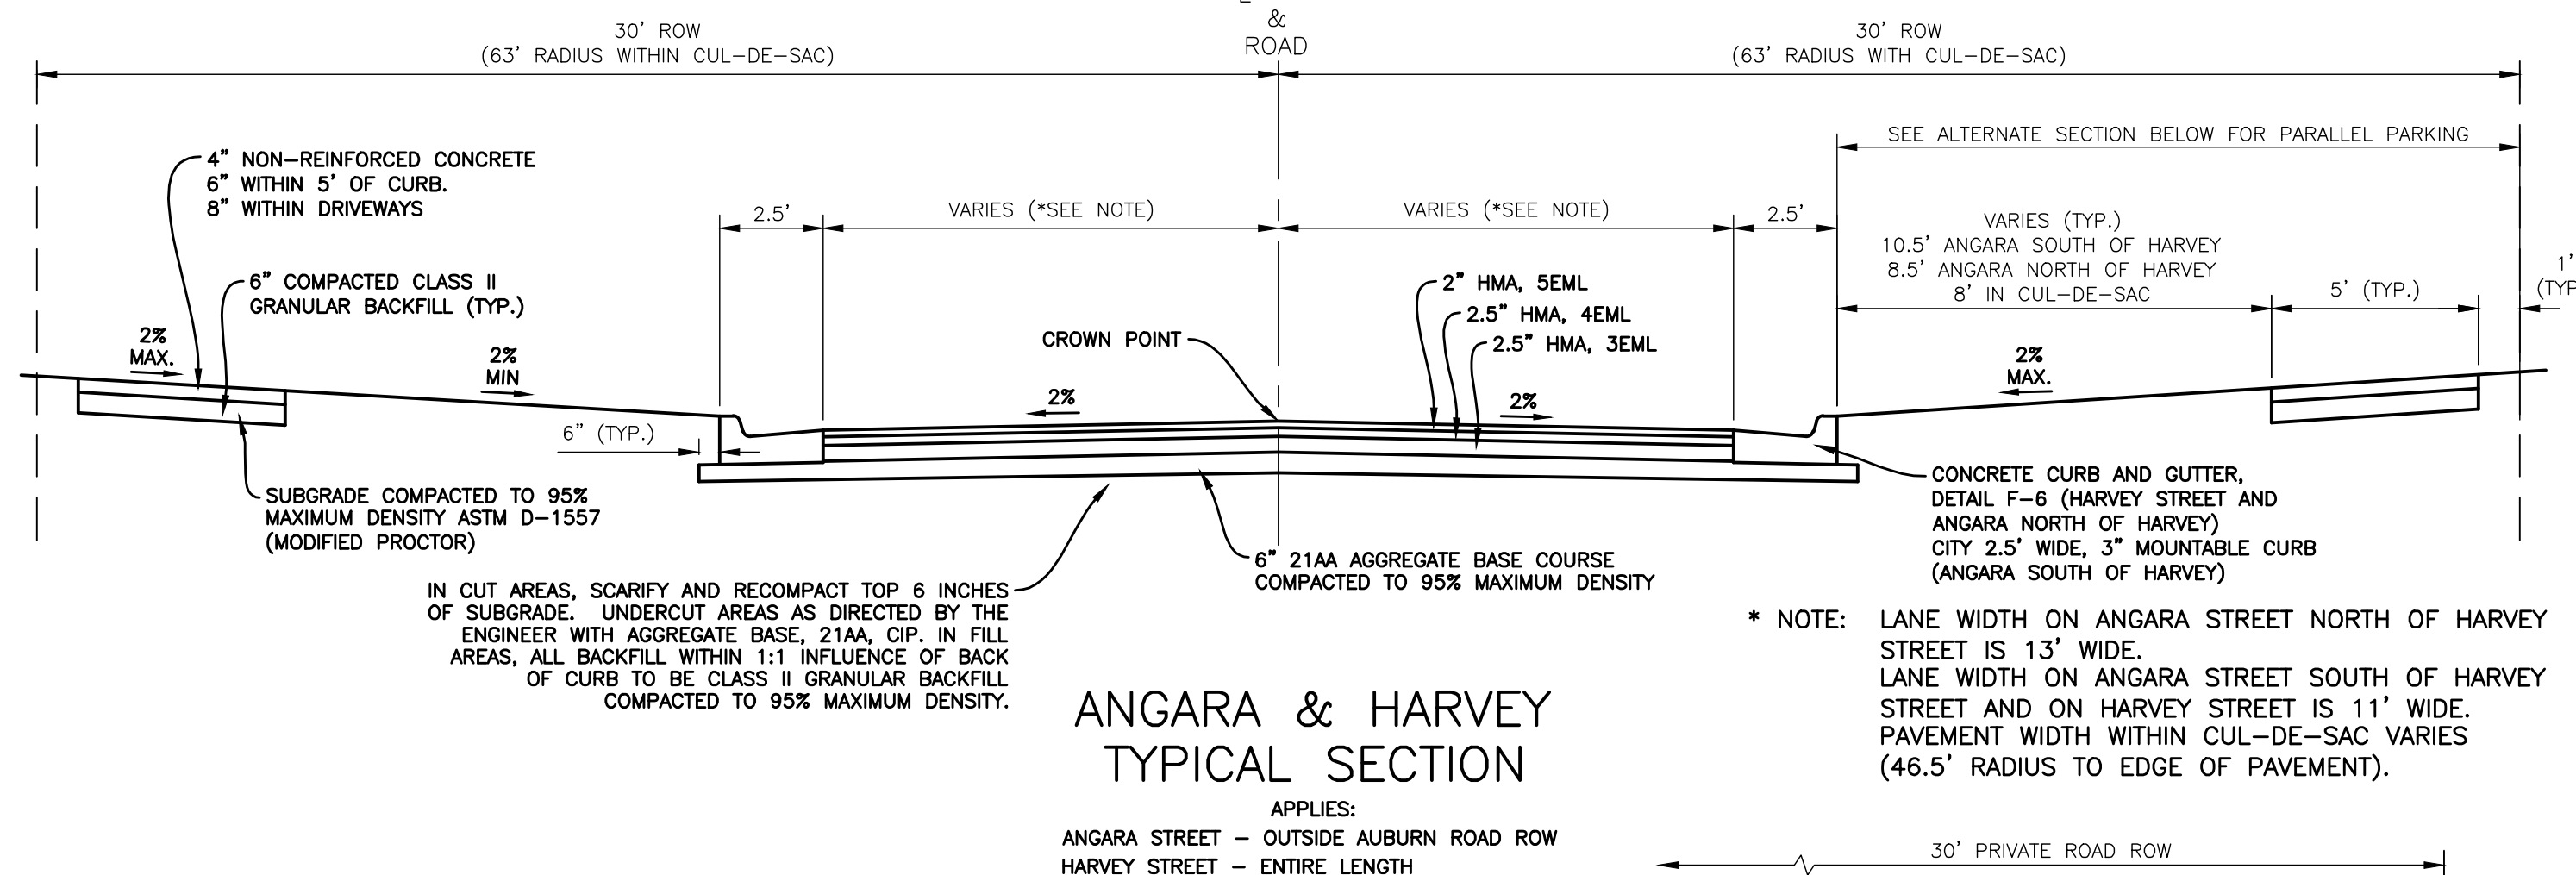 &
ROAD
30' ROW
(63' RADIUS WITHIN CUL-DE-SAC)
30' ROW
(63' RADIUS WITH CUL-DE-SAC)
SEE ALTERNATE SECTION BELOW FOR PARALLEL PARKING
4" NON-REINFORCED CONCRETE
6" WITHIN 5' OF CURB.
8" WITHIN DRIVEWAYS
2.5'
VARIES (*SEE NOTE)
VARIES (*SEE NOTE)
2.5'
VARIES (TYP.)
10.5' ANGARA SOUTH OF HARVEY
8.5' ANGARA NORTH OF HARVEY
8' IN CUL-DE-SAC
5' (TYP.)
1'
(TYP
6" COMPACTED CLASS II
GRANULAR BACKFILL (TYP.)
2" HMA, 5EML
2.5" HMA, 4EML
2.5" HMA, 3EML
CROWN POINT
2%
MAX.
2%
MIN
2%
2%
2%
MAX.
6" (TYP.)
SUBGRADE COMPACTED TO 95%
MAXIMUM DENSITY ASTM D-1557
(MODIFIED PROCTOR)
CONCRETE CURB AND GUTTER,
DETAIL F-6 (HARVEY STREET AND
ANGARA NORTH OF HARVEY)
CITY 2.5' WIDE, 3" MOUNTABLE CURB
(ANGARA SOUTH OF HARVEY)
6" 21AA AGGREGATE BASE COURSE
COMPACTED TO 95% MAXIMUM DENSITY
IN CUT AREAS, SCARIFY AND RECOMPACT TOP 6 INCHES
OF SUBGRADE. UNDERCUT AREAS AS DIRECTED BY THE
ENGINEER WITH AGGREGATE BASE, 21AA, CIP. IN FILL
AREAS, ALL BACKFILL WITHIN 1:1 INFLUENCE OF BACK
OF CURB TO BE CLASS II GRANULAR BACKFILL
COMPACTED TO 95% MAXIMUM DENSITY.
* NOTE: LANE WIDTH ON ANGARA STREET NORTH OF HARVEY
STREET IS 13' WIDE.
LANE WIDTH ON ANGARA STREET SOUTH OF HARVEY
STREET AND ON HARVEY STREET IS 11' WIDE.
PAVEMENT WIDTH WITHIN CUL-DE-SAC VARIES
(46.5' RADIUS TO EDGE OF PAVEMENT).
ANGARA & HARVEY
TYPICAL SECTION
APPLIES:
ANGARA STREET - OUTSIDE AUBURN ROAD ROW
HARVEY STREET - ENTIRE LENGTH
30' PRIVATE ROAD ROW